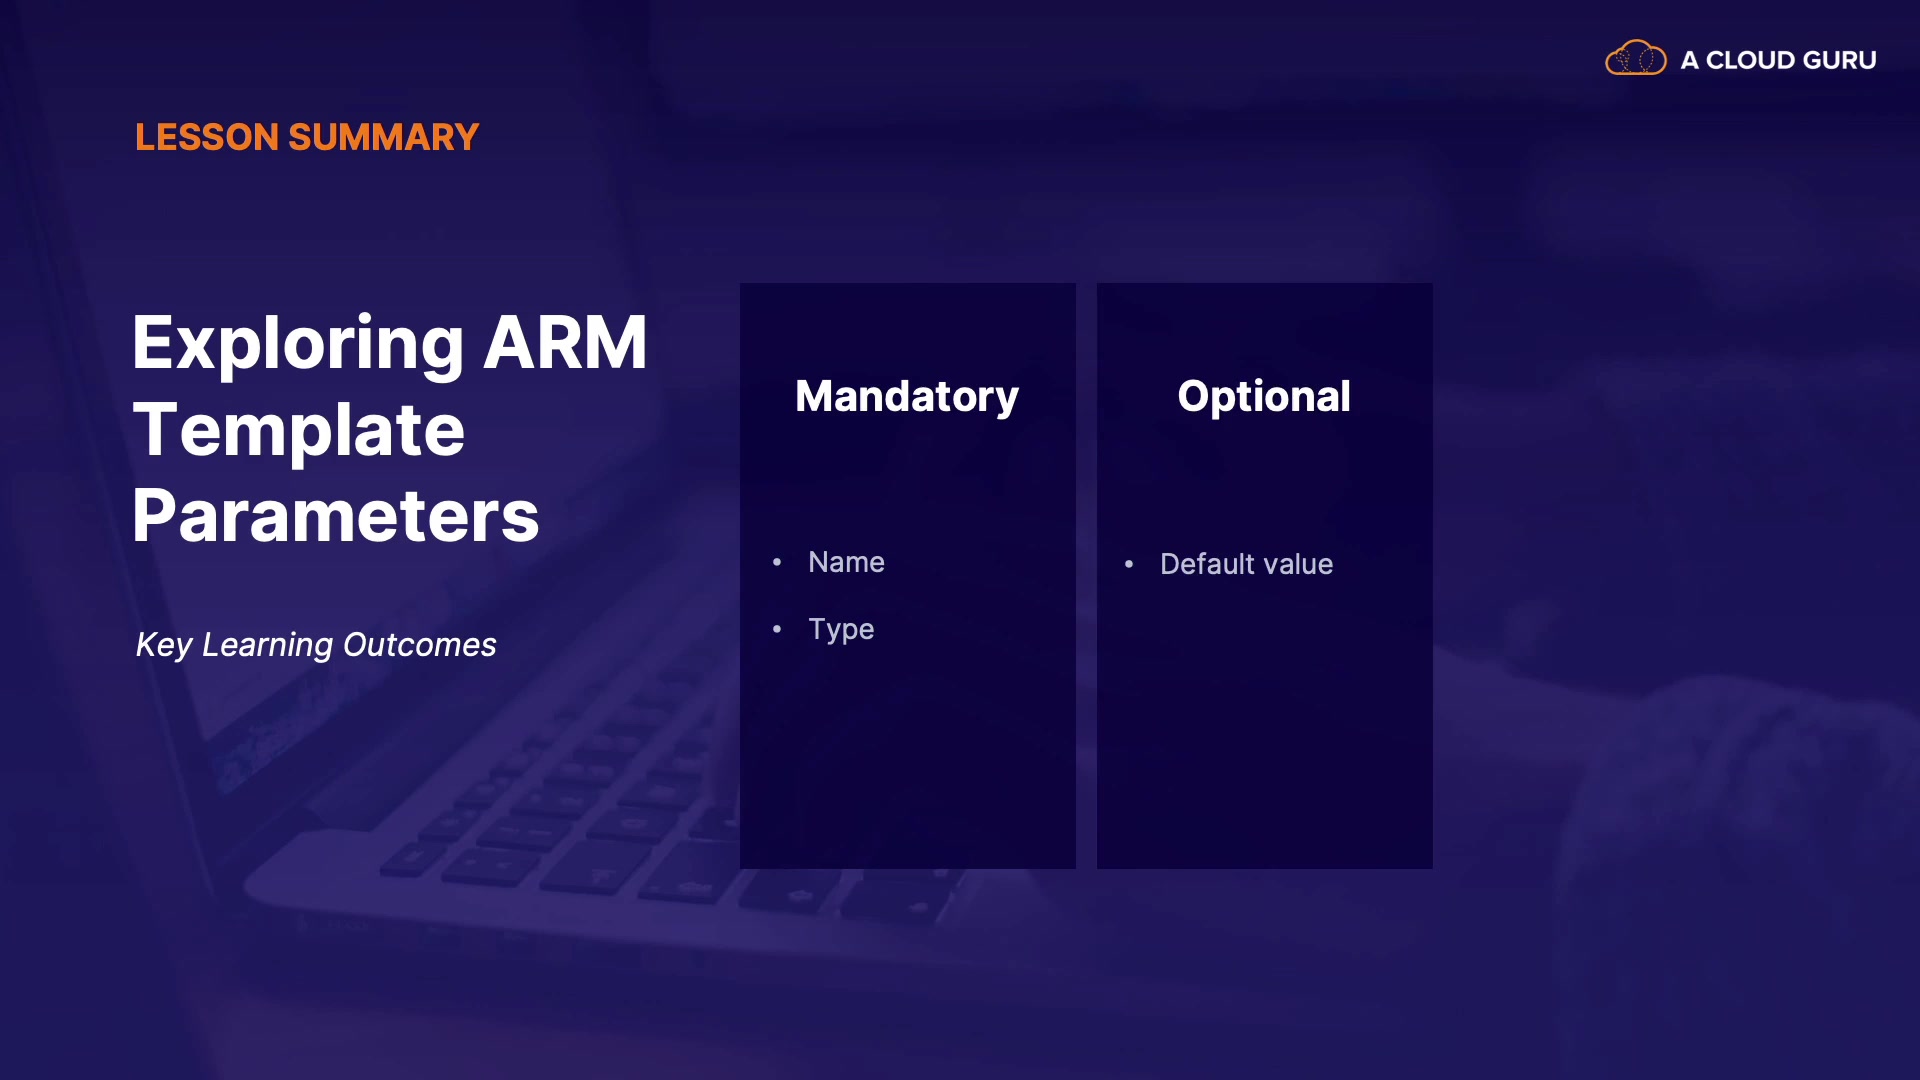 A CLOUD GURU
LESSON SUMMARY
Exploring ARM
Template
Parameters
Key Learning Outcomes
Mandatory
• Name
• Type
Optional
• Default value